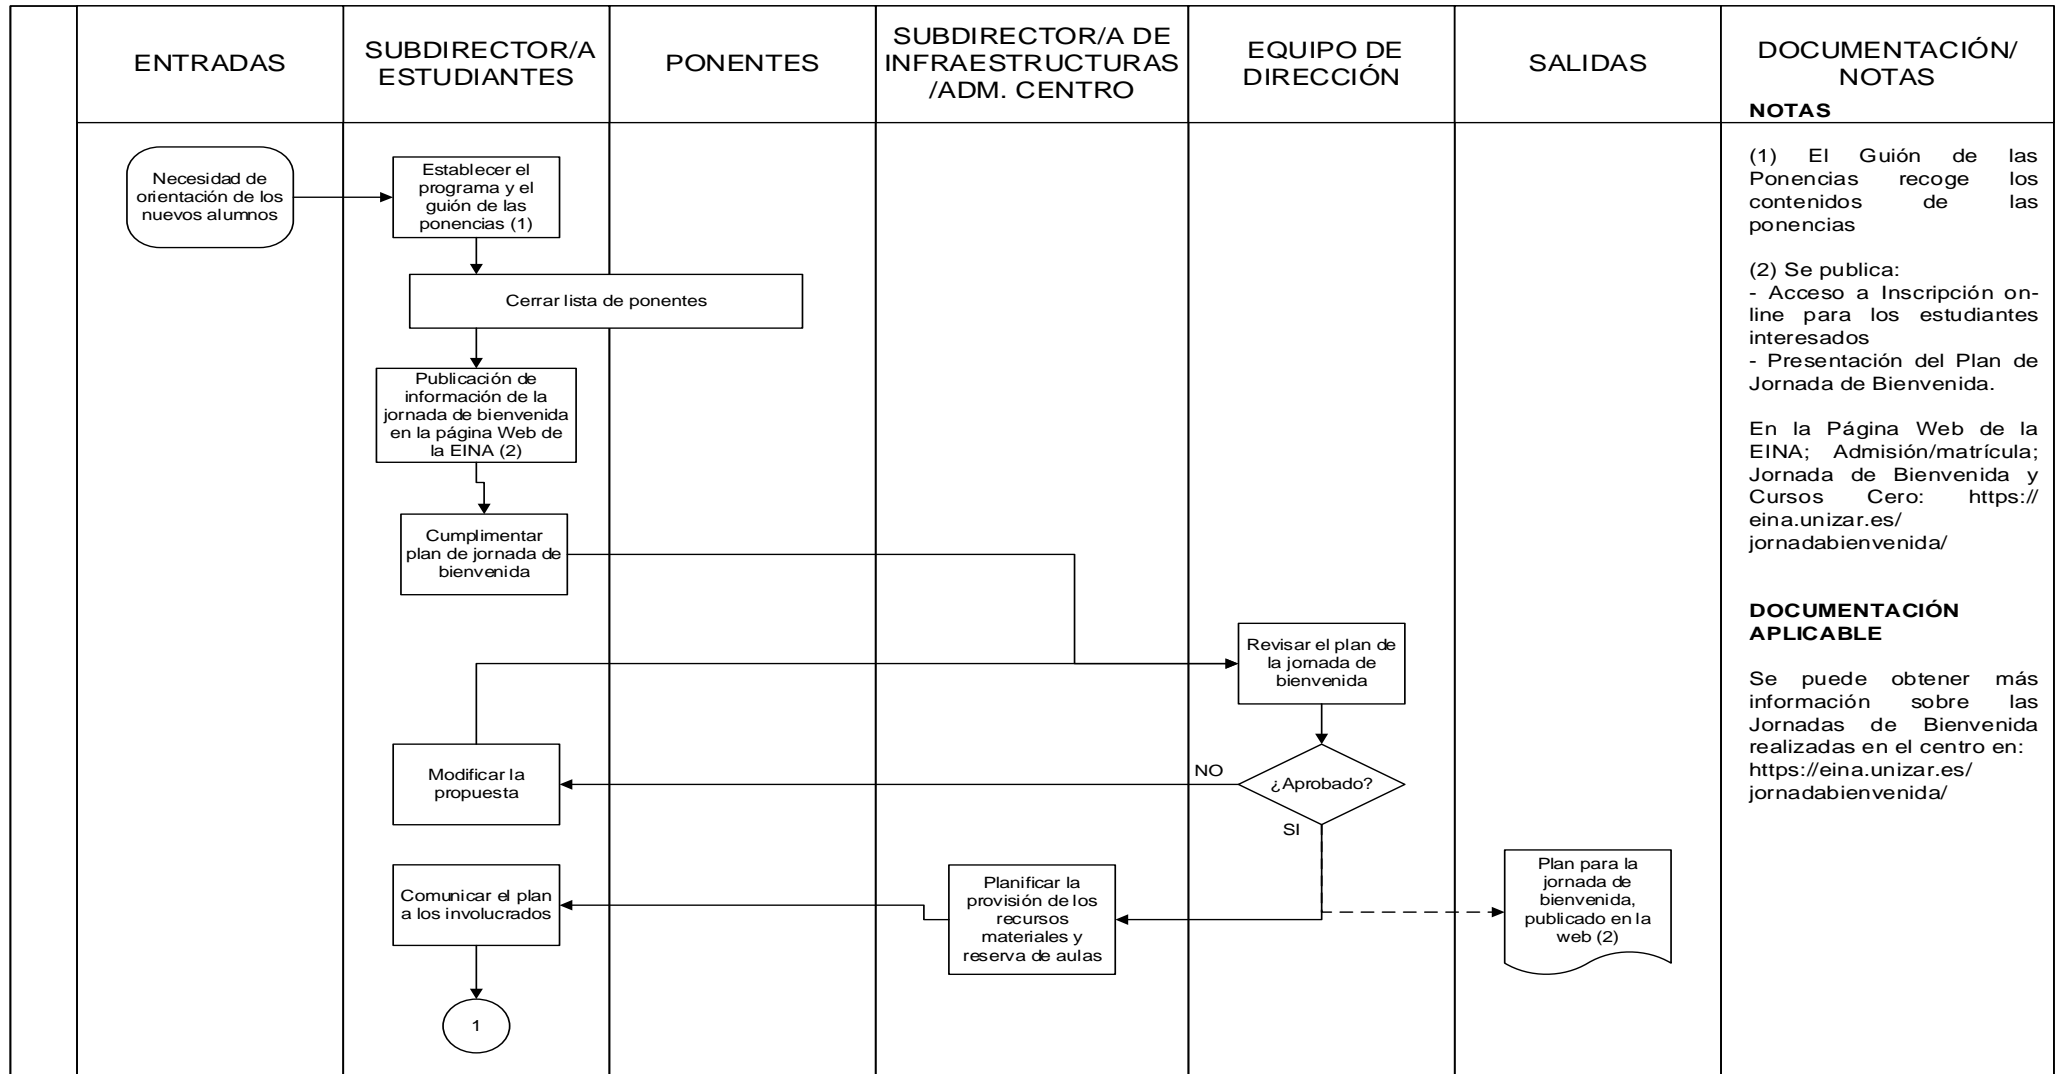 ENTRADAS
SUBDIRECTOR/A
ESTUDIANTES
PONENTES
SUBDIRECTOR/A DE
INFRAESTRUCTURAS
/ADM. CENTRO
EQUIPO DE
DIRECCIÓN
SALIDAS
DOCUMENTACIÓN/
NOTAS
Necesidad de
orientación de los
nuevos alumnos
Establecer el
programa y el
guión de las
ponencias (1)
Cerrar lista de ponentes
Publicación de
información de la
jornada de bienvenida
en la página Web de
la EINA (2)
Cumplimentar
plan de jornada de
bienvenida
Revisar el plan de
la jornada de
bienvenida
¿Aprobado?
NO
SI
Modificar la
propuesta
Planificar la
provisión de los
recursos
materiales y
reserva de aulas
Comunicar el plan
a los involucrados
1
Plan para la
jornada de
bienvenida,
publicado en la
web (2)
NOTAS
(1) El Guión de las
Ponencias recoge los
contenidos de las
ponencias
(2) Se publica:
- Acceso a Inscripción on-
line para los estudiantes
interesados
- Presentación del Plan de
Jornada de Bienvenida.
En la Página Web de la
EINA; Admisión/matrícula;
Jornada de Bienvenida y
Cursos Cero: https://
eina.unizar.es/
jornadabienvenida/
DOCUMENTACIÓN
APLICABLE
Se puede obtener más
información sobre las
Jornadas de Bienvenida
realizadas en el centro en:
https://eina.unizar.es/
jornadabienvenida/